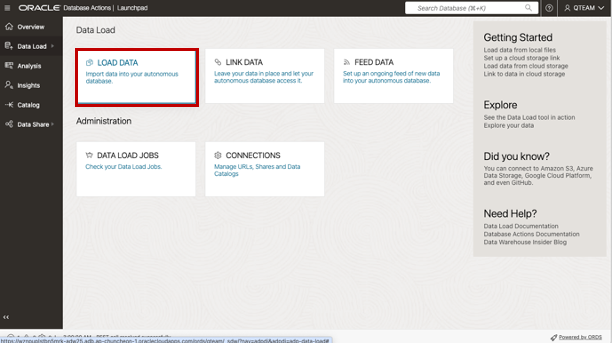 ORACLE Database Actions | Launchpad
Search Database (⌘+K)
QTEAM
Overview
Data Load
Analysis
Insights
Catalog
Data Share
Data Load
LOAD DATA
Import data into your autonomous
database.
LINK DATA
Leave your data in place and let your
autonomous database access it.
FEED DATA
Set up an ongoing feed of new data
into your autonomous database.
Administration
DATA LOAD JOBS
Check your Data Load Jobs.
CONNECTIONS
Manage URLs, Shares and Data
Catalogs
Getting Started
Load data from local files
Set up a cloud storage link
Load data from cloud storage
Link to data in cloud storage
Explore
See the Data Load tool in action
Explore your data
Did you know?
You can connect to Amazon S3, Azure
Data Storage, Google Cloud Platform,
and even GitHub.
Need Help?
Data Load Documentation
Database Actions Documentation
Data Warehouse Insider Blog
Powered by ORDS